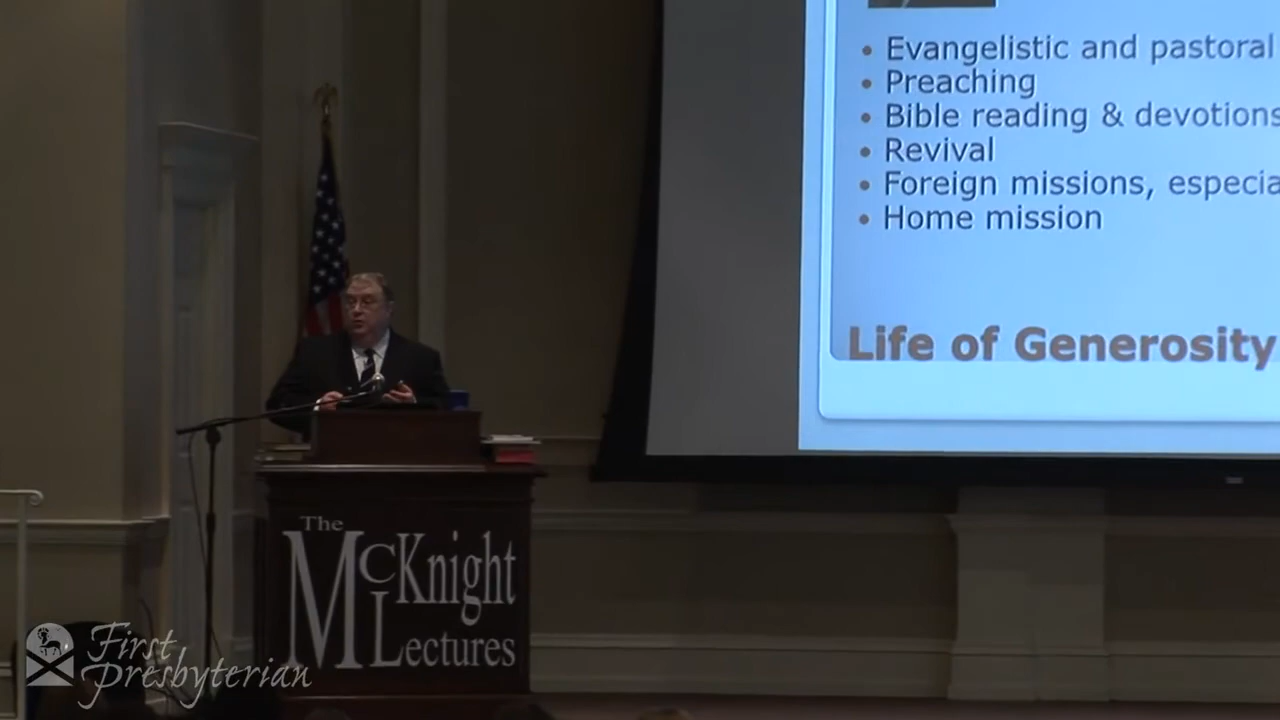 Evangelistic and pastoral
Preaching
Bible reading & devotions
Revival
Foreign missions, especia
Home mission
Life of Generosity
The
McKnight
Lectures
First
Presbyterian